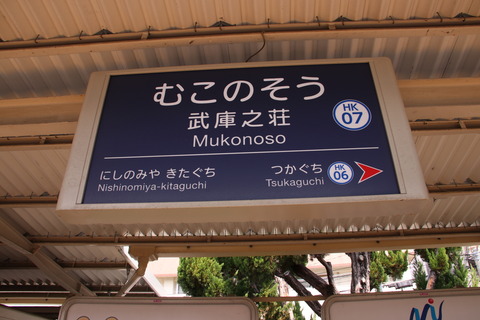 むこのそう
武庫之荘
HK
07
Mukonoso
にしのみや きたぐち
Nishinomiya-kitaguchi
つかぐち
Tsukaguchi
HK
06